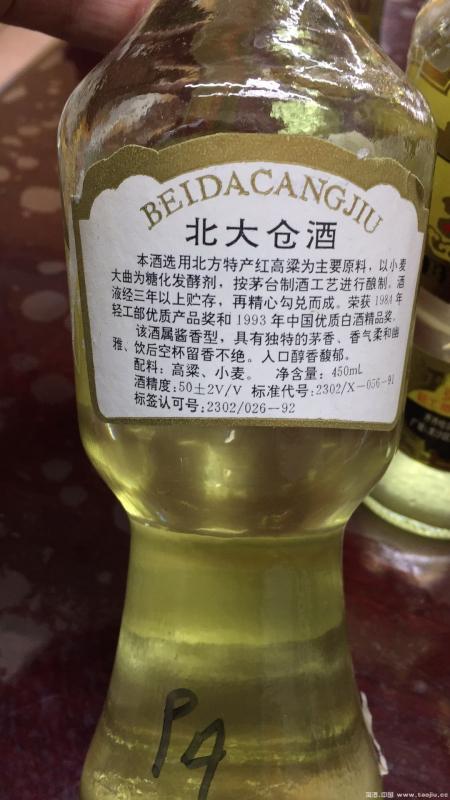 BEIDACANGJIU
北大仓酒
本酒选用北方特产红高粱为主要原料，以小麦
大曲为糖化发酵剂，按茅台制酒工艺进行酿制。酒
液经三年以上贮存，再精心勾兑而成。荣获1984年
轻工部优质产品奖和1993年中国优质白酒精品奖。
该酒属酱香型，具有独特的茅香、香气柔和幽
雅、饮后空杯留香不绝。入口醇香馥郁。
配料：高粱、小麦。 净含量：450mL
酒精度：50±2V/V 标准代号：2302/X-056-91
标签认可号：2302/026-92
P4
淘酒.中国 www.taojiu.cc